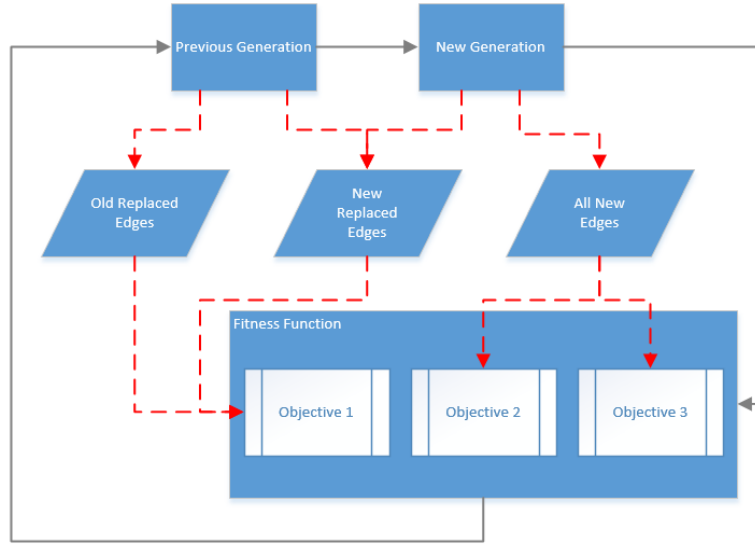 Previous Generation
New Generation
Old Replaced
Edges
New
Replaced
Edges
All New
Edges
Fitness Function
Objective 1
Objective 2
Objective 3